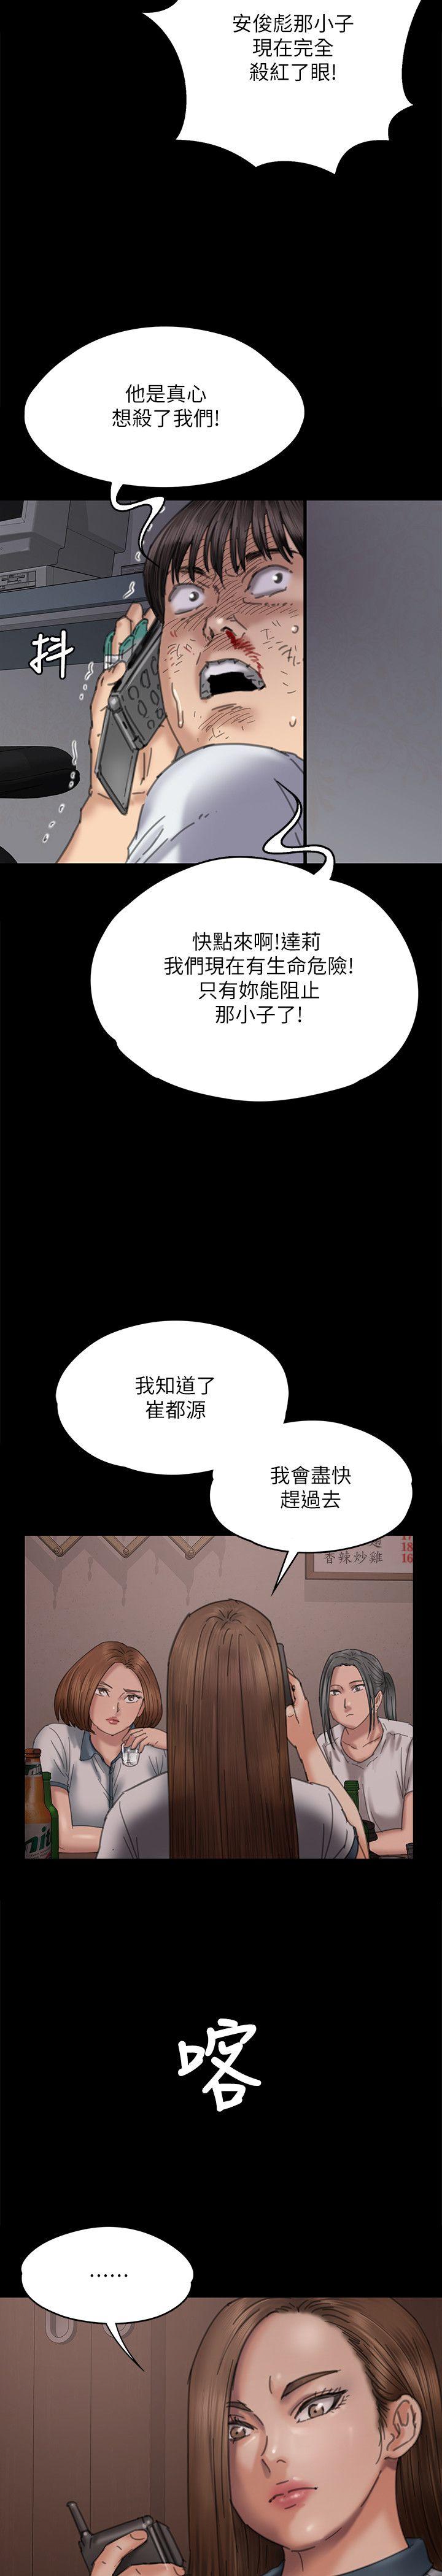 安俊彪那小子
現在完全
殺紅了眼!
他是真心
想殺了我們!
抖
快點來啊!達莉
我們現在有生命危險!
只有妳能阻止
那小子了!
我知道了
崔都源
我會盡快
趕過去
18
香辣炒雞 16
喀
......